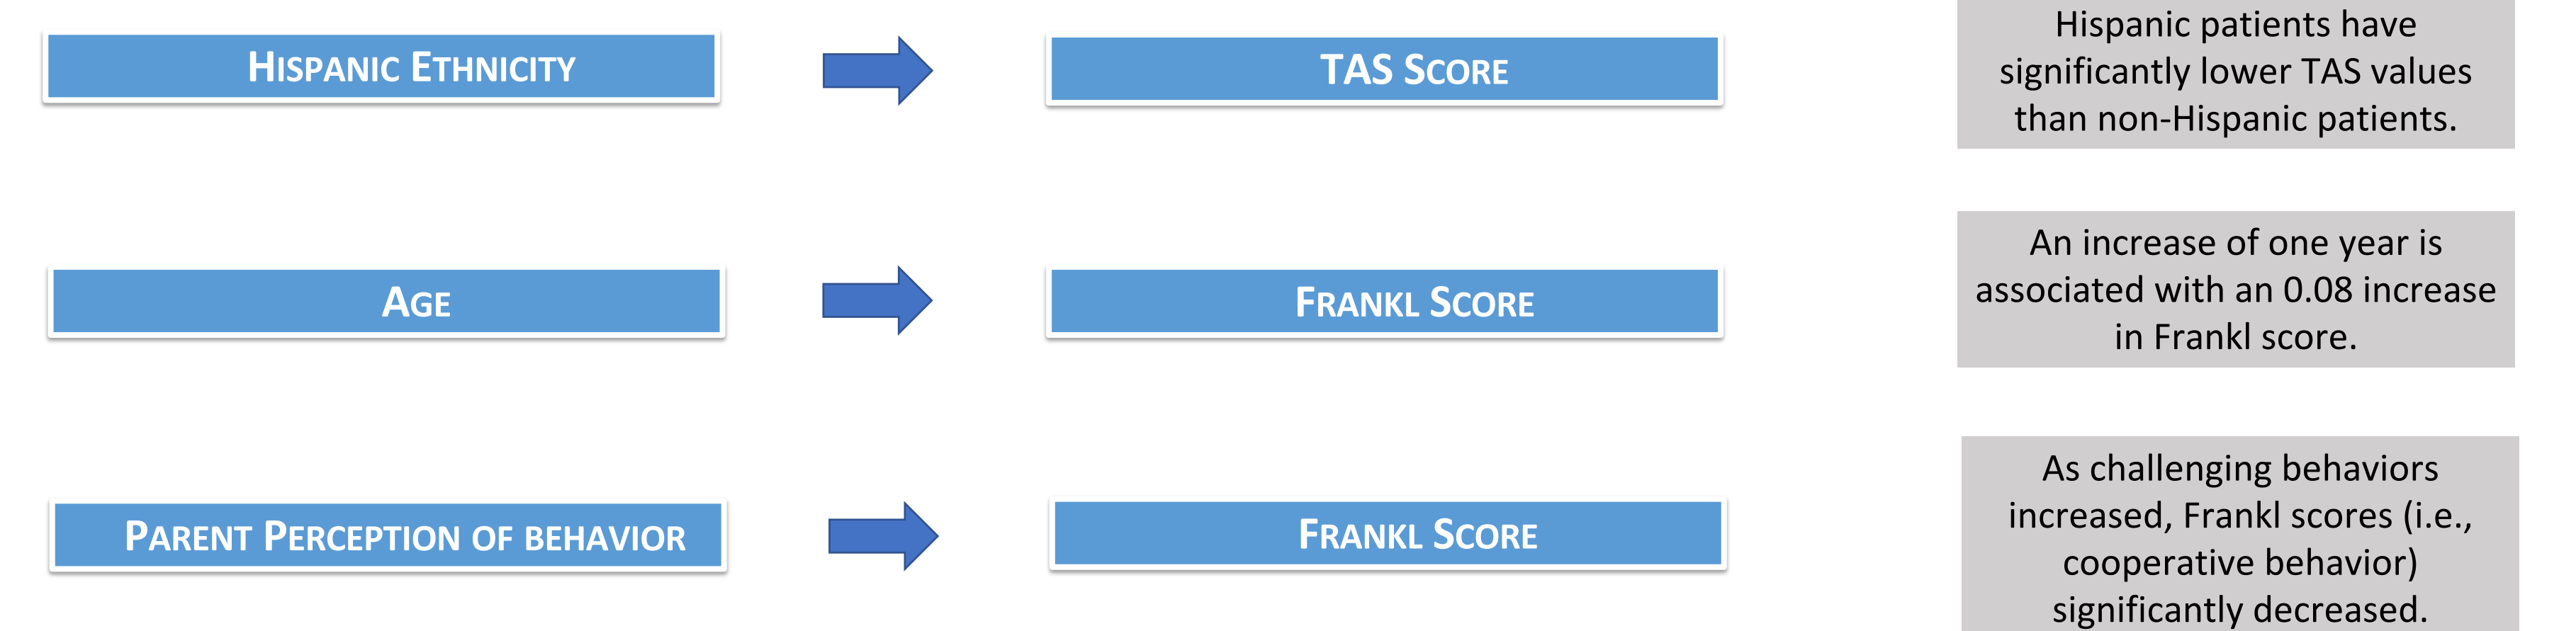 HISPANIC ETHNICITY
TAS SCORE
Hispanic patients have
significantly lower TAS values
than non-Hispanic patients.
AGE
FRANKL SCORE
An increase of one year is
associated with an 0.08 increase
in Frankl score.
PARENT PERCEPTION OF BEHAVIOR
FRANKL SCORE
As challenging behaviors
increased, Frankl scores (i.e.,
cooperative behavior)
significantly decreased.